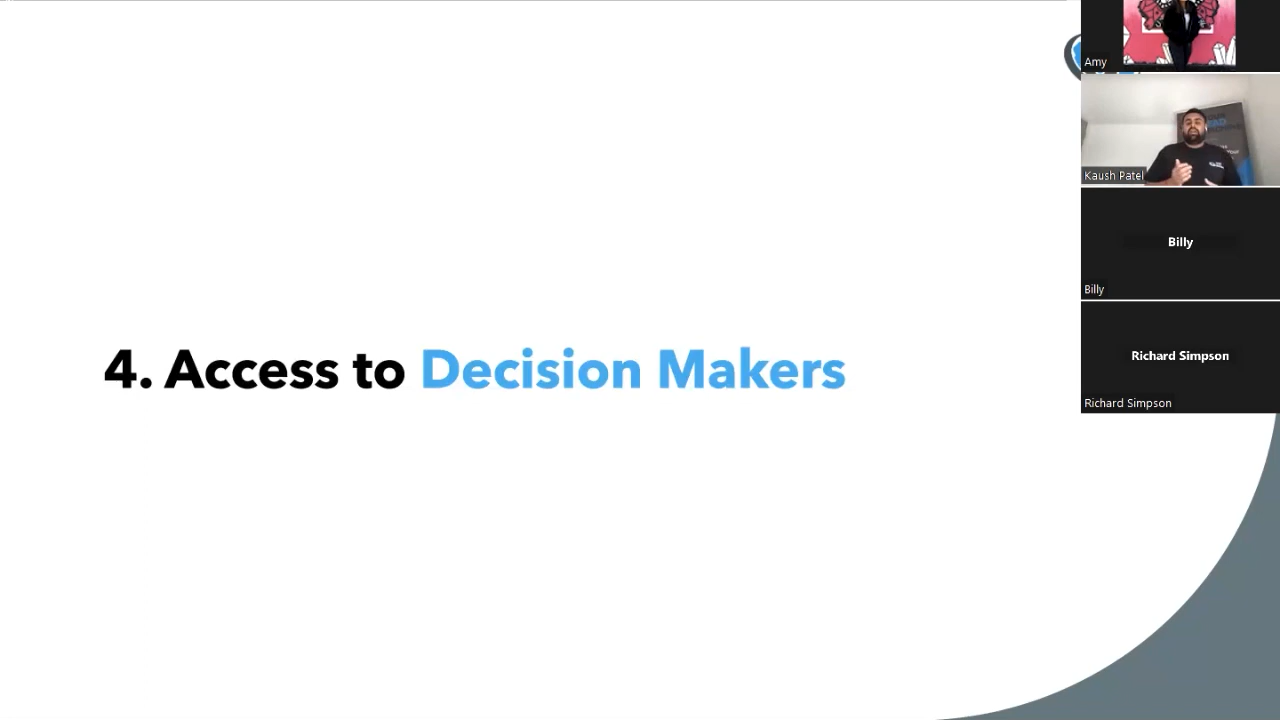 4. Access to Decision Makers
Amy
Kaush Patel
Billy
Billy
Richard Simpson
Richard Simpson